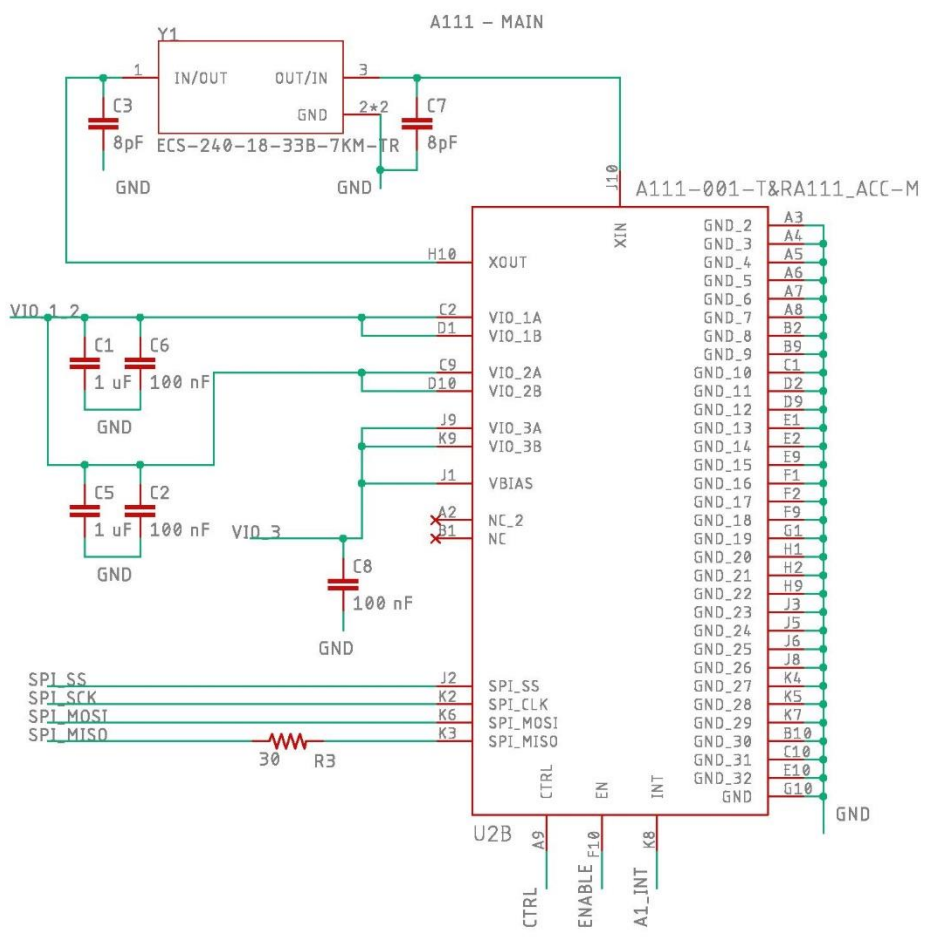 A111 - MAIN
Y1
1 IN/OUT OUT/IN 3
GND 2*2
C3
8pF
C7
8pF
ECS-240-18-33B-7KM-TR
GND
GND
J10
A111-001-T&RA111_ACC-M
XIN
H10 XOUT
VIO_1_2
C2 VIO_1A
D1 VIO_1B
C1
1 uF
C6
100 nF
GND
C9 VIO_2A
D10 VIO_2B
J9 VIO_3A
K9 VIO_3B
J1 VBIAS
C5
1 uF
C2
100 nF
GND
A2 NC_2
B1 NC
VIO_3
C8
100 nF
GND
SPI_SS J2 SPI_SS
SPI_SCK K2 SPI_CLK
SPI_MOSI K6 SPI_MOSI
SPI_MISO K3 SPI_MISO
30 R3
GND_2 A3
GND_3 A4
GND_4 A5
GND_5 A6
GND_6 A7
GND_7 A8
GND_8 B2
GND_9 B9
GND_10 C1
GND_11 D2
GND_12 D9
GND_13 E1
GND_14 E2
GND_15 E9
GND_16 F1
GND_17 F2
GND_18 F9
GND_19 G1
GND_20 H1
GND_21 H2
GND_22 H9
GND_23 J3
GND_24 J5
GND_25 J6
GND_26 J8
GND_27 K4
GND_28 K5
GND_29 K7
GND_30 B10
GND_31 C10
GND_32 E10
GND G10
GND
CTRL
EN
INT
U2B
A9
F10
K8
CTRL
ENABLE
A1_INT